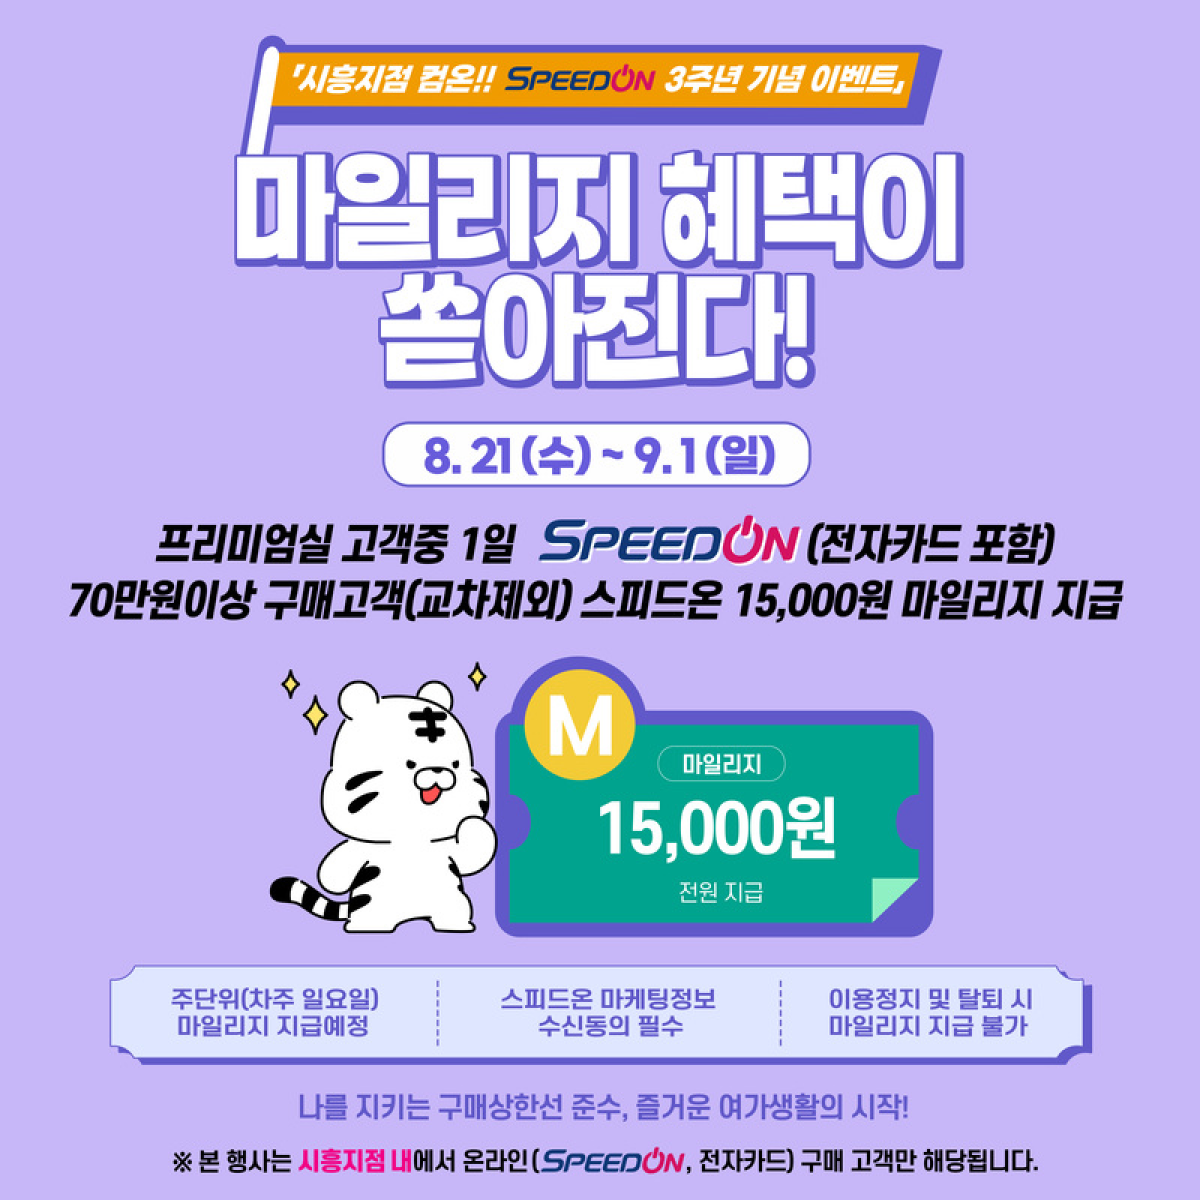 「시흥지점 컴온!! SPEEDON 3주년 기념 이벤트」
마일리지 혜택이
쏟아진다!
8. 21 (수) ~ 9. 1 (일)
프리미엄실 고객중 1일 SPEEDON (전자카드 포함)
70만원이상 구매고객(교차제외) 스피드온 15,000원 마일리지 지급
M
마일리지
15,000원
전원 지급
주단위(차주 일요일)
마일리지 지급예정
스피드온 마케팅정보
수신동의 필수
이용정지 및 탈퇴 시
마일리지 지급 불가
나를 지키는 구매상한선 준수, 즐거운 여가생활의 시작!
※ 본 행사는 시흥지점 내에서 온라인(SPEEDON, 전자카드) 구매 고객만 해당됩니다.